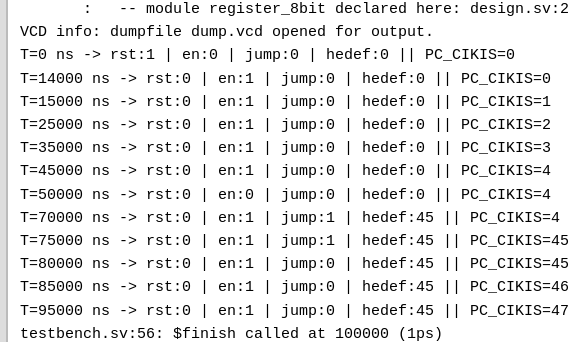 :   -- module register_8bit declared here: design.sv:2
VCD info: dumpfile dump.vcd opened for output.
T=0 ns -> rst:1 | en:0 | jump:0 | hedef:0 || PC_CIKIS=0
T=14000 ns -> rst:0 | en:1 | jump:0 | hedef:0 || PC_CIKIS=0
T=15000 ns -> rst:0 | en:1 | jump:0 | hedef:0 || PC_CIKIS=1
T=25000 ns -> rst:0 | en:1 | jump:0 | hedef:0 || PC_CIKIS=2
T=35000 ns -> rst:0 | en:1 | jump:0 | hedef:0 || PC_CIKIS=3
T=45000 ns -> rst:0 | en:1 | jump:0 | hedef:0 || PC_CIKIS=4
T=50000 ns -> rst:0 | en:0 | jump:0 | hedef:0 || PC_CIKIS=4
T=70000 ns -> rst:0 | en:1 | jump:1 | hedef:45 || PC_CIKIS=4
T=75000 ns -> rst:0 | en:1 | jump:1 | hedef:45 || PC_CIKIS=45
T=80000 ns -> rst:0 | en:1 | jump:0 | hedef:45 || PC_CIKIS=45
T=85000 ns -> rst:0 | en:1 | jump:0 | hedef:45 || PC_CIKIS=46
T=95000 ns -> rst:0 | en:1 | jump:0 | hedef:45 || PC_CIKIS=47
testbench.sv:56: $finish called at 100000 (1ps)